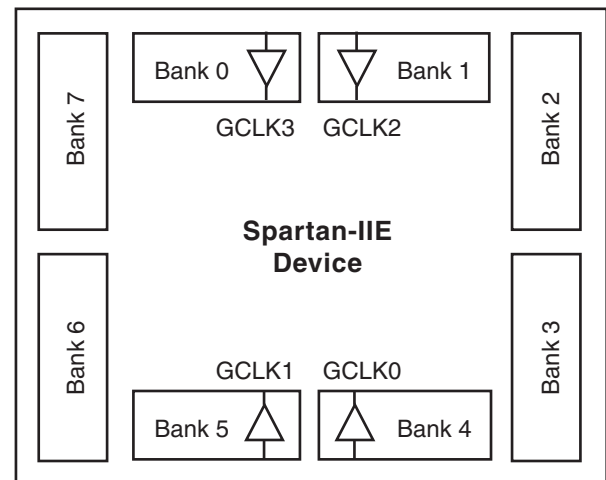 Bank 0
Bank 1
GCLK3
GCLK2
Bank 7
Bank 2
Spartan-IIE
Device
Bank 6
Bank 3
GCLK1
GCLK0
Bank 5
Bank 4